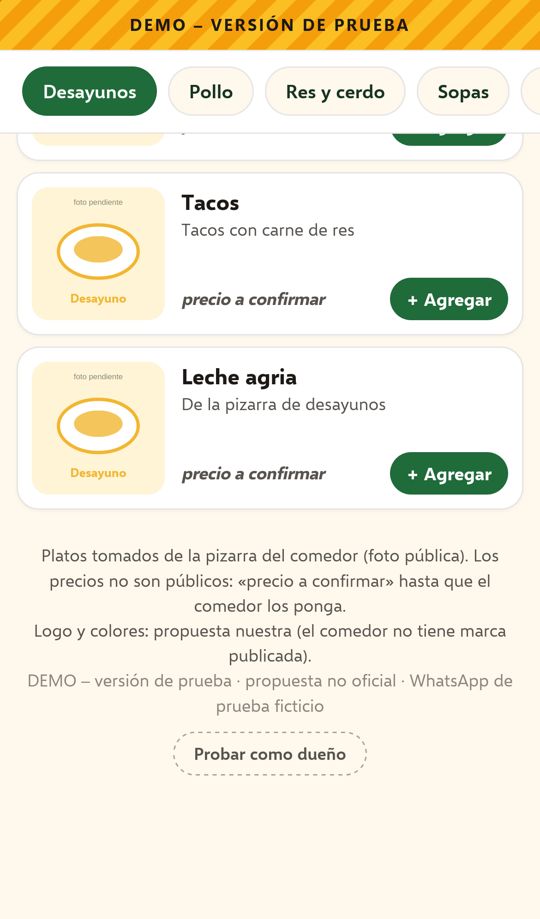 DEMO – VERSIÓN DE PRUEBA
Desayunos
Pollo
Res y cerdo
Sopas
foto pendiente
Desayuno
Tacos
Tacos con carne de res
precio a confirmar
+ Agregar
foto pendiente
Desayuno
Leche agria
De la pizarra de desayunos
precio a confirmar
+ Agregar
Platos tomados de la pizarra del comedor (foto pública). Los
precios no son públicos: «precio a confirmar» hasta que el
comedor los ponga.
Logo y colores: propuesta nuestra (el comedor no tiene marca
publicada).
DEMO – versión de prueba · propuesta no oficial · WhatsApp de
prueba ficticio
Probar como dueño